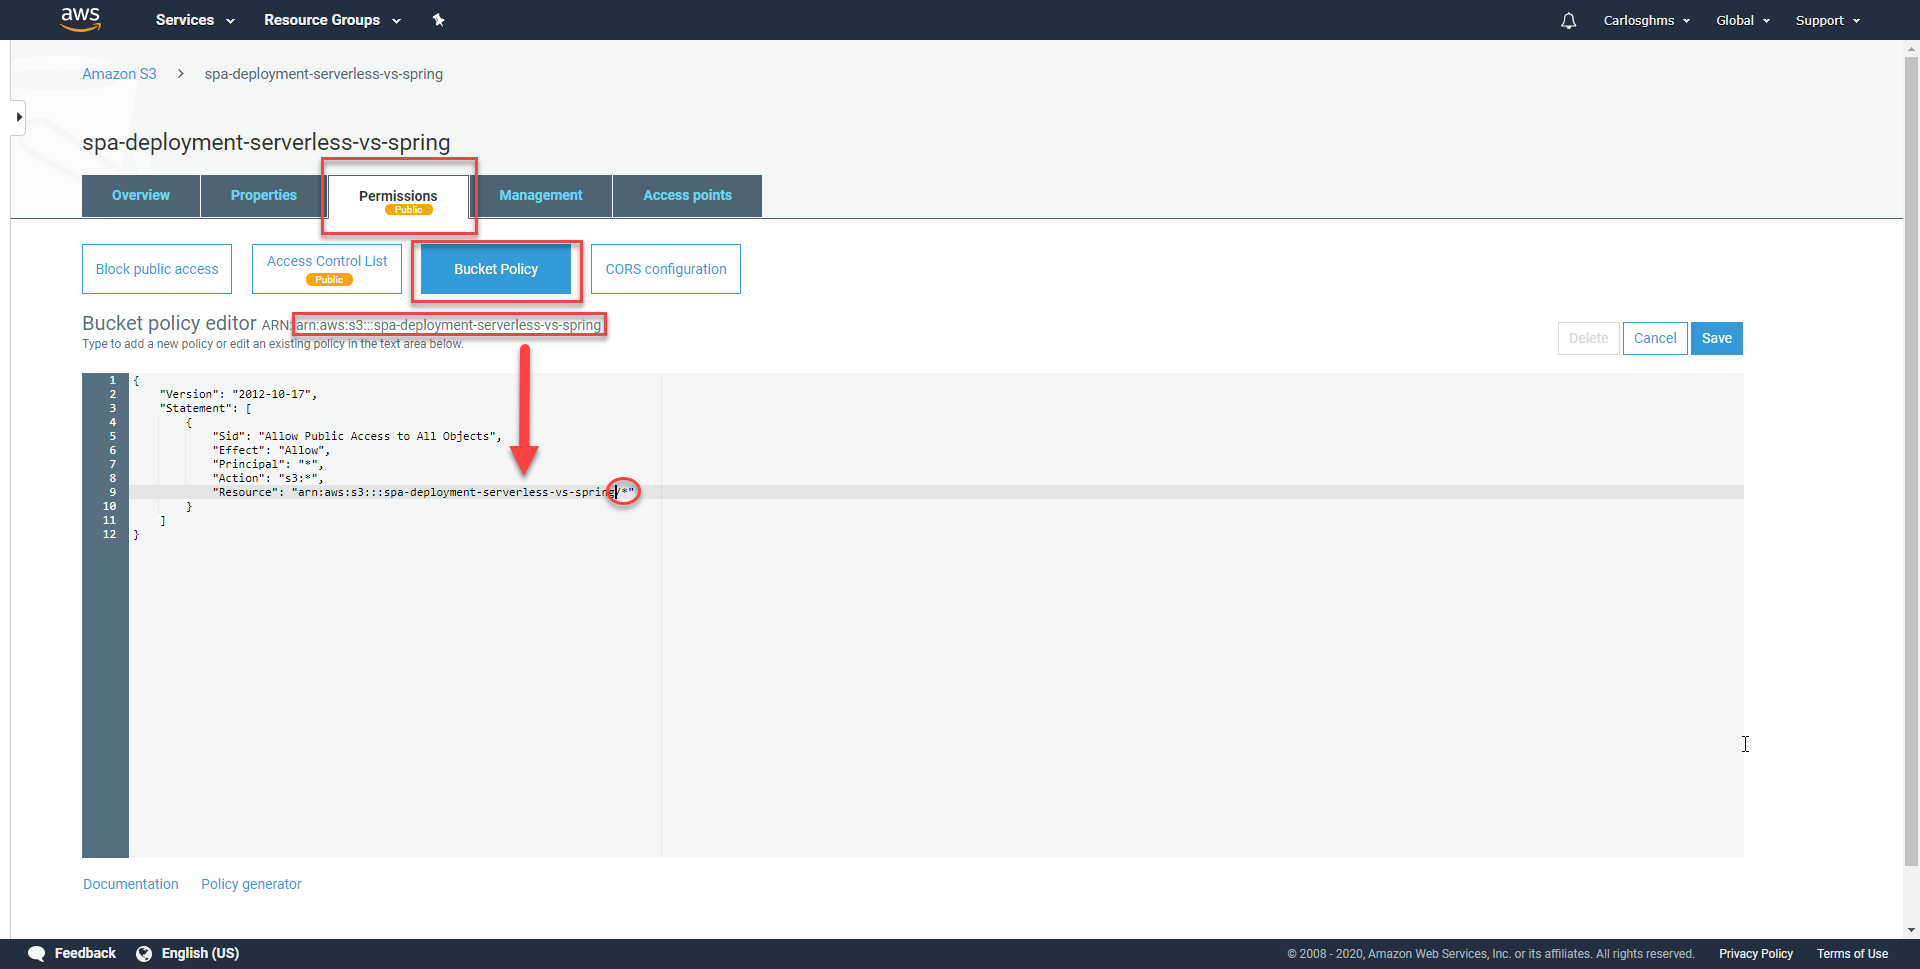 aws Services Resource Groups Carlosghms Global Support
Amazon S3 > spa-deployment-serverless-vs-spring
spa-deployment-serverless-vs-spring
Overview Properties Permissions Management Access points
Public
Block public access Access Control List Bucket Policy CORS configuration
Public
Bucket policy editor ARN: arn:aws:s3:::spa-deployment-serverless-vs-spring
Type to add a new policy or edit an existing policy in the text area below.
Delete Cancel Save
1 {
2 "Version": "2012-10-17",
3 "Statement": [
4 {
5 "Sid": "Allow Public Access to All Objects",
6 "Effect": "Allow",
7 "Principal": "*",
8 "Action": "s3:*",
9 "Resource": "arn:aws:s3:::spa-deployment-serverless-vs-spring/*"
10 }
11 ]
12 }
Documentation Policy generator
Feedback English (US) © 2008 - 2020, Amazon Web Services, Inc. or its affiliates. All rights reserved. Privacy Policy Terms of Use